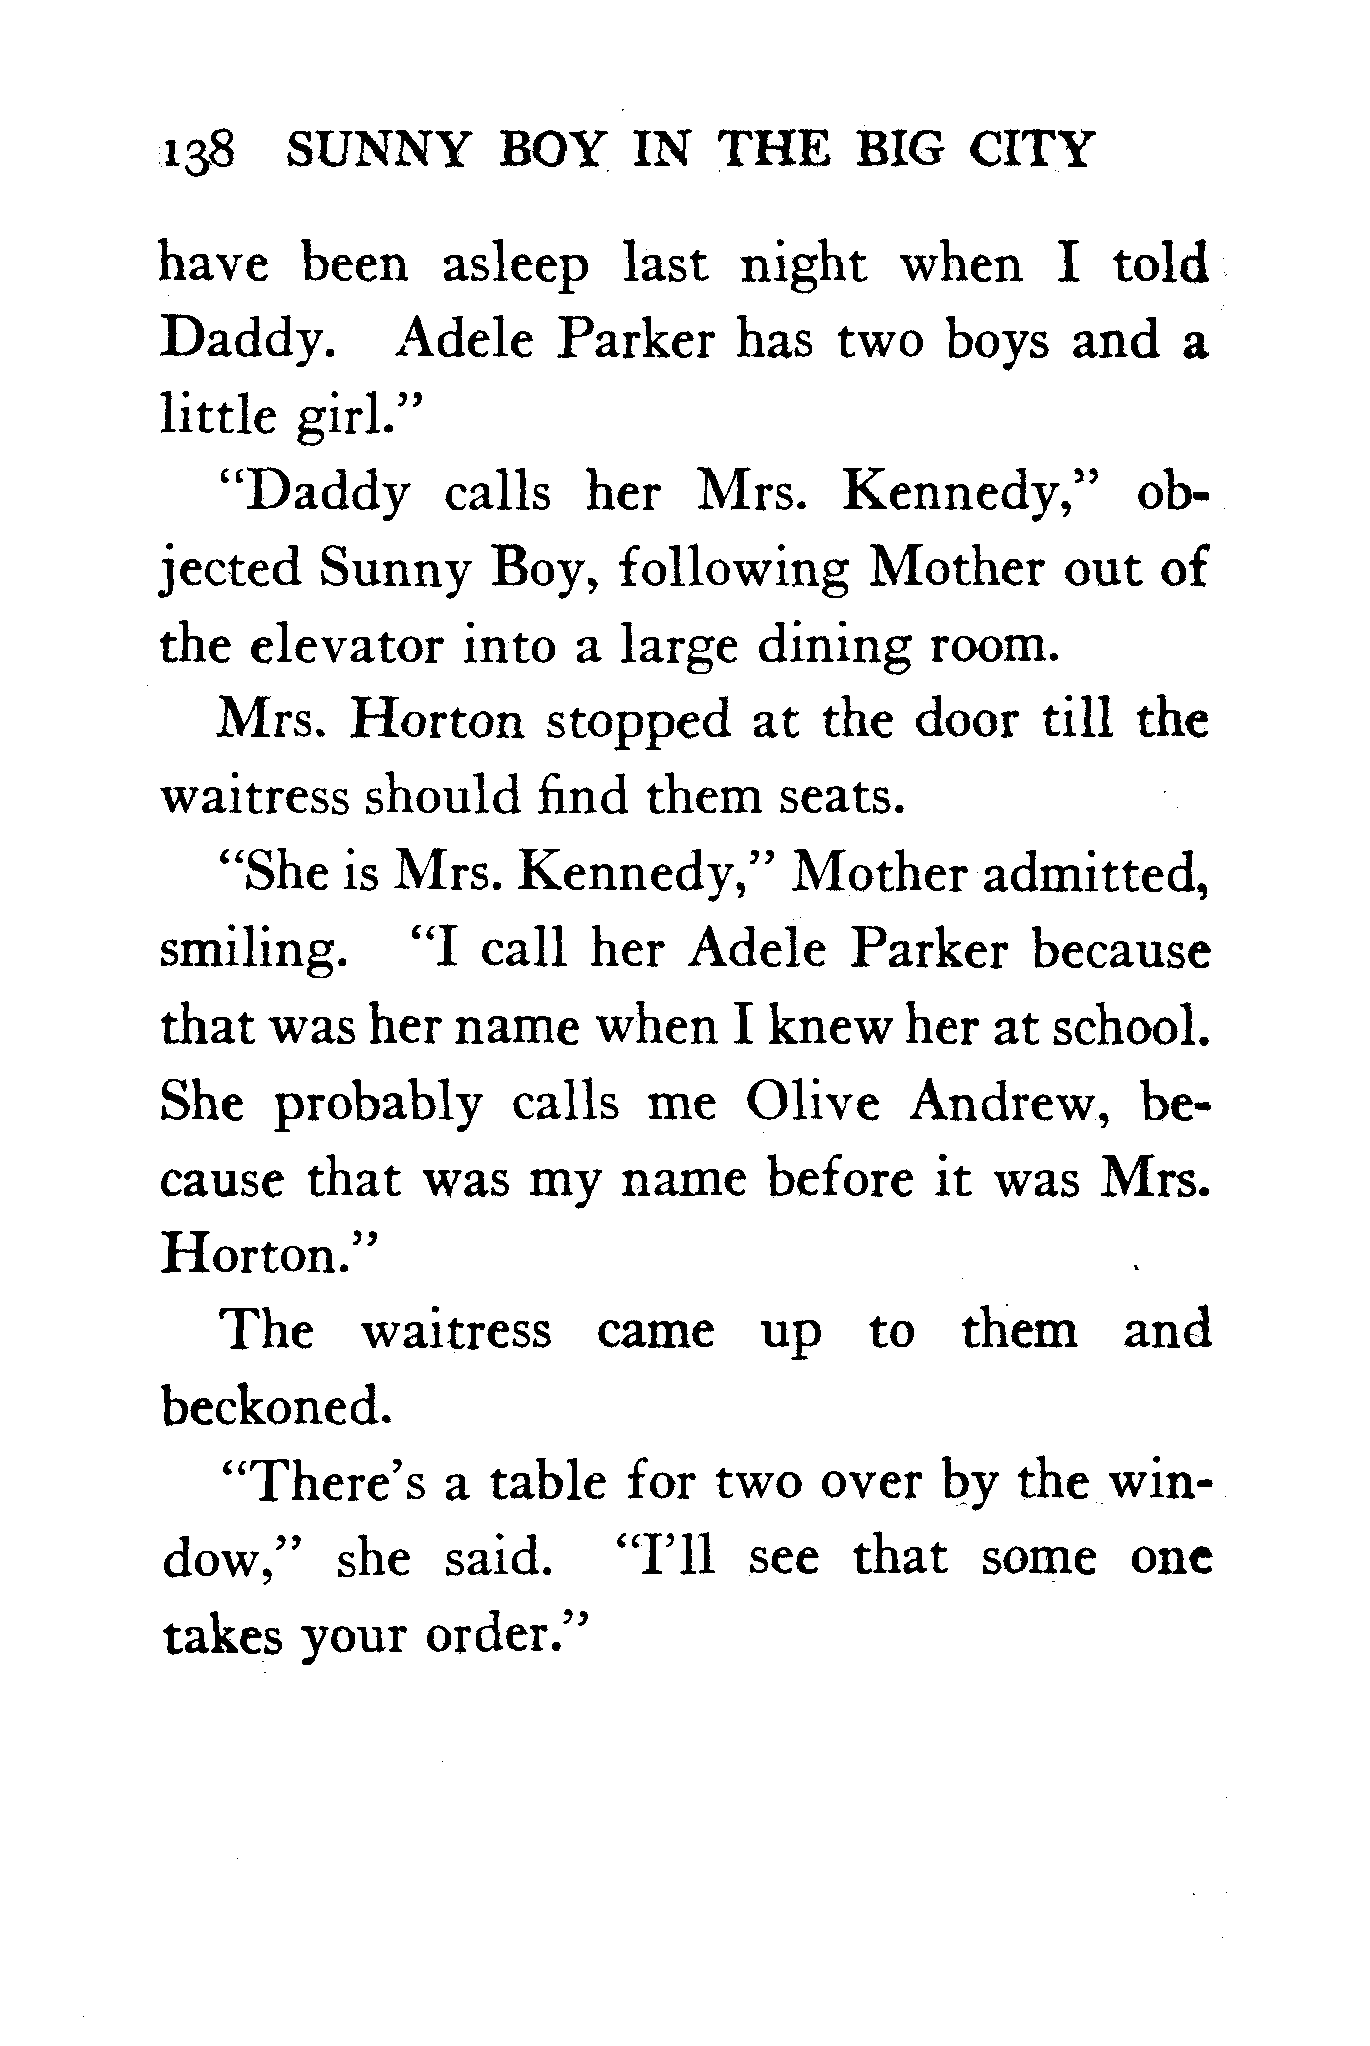 138 SUNNY BOY IN THE BIG CITY
have been asleep last night when I told
Daddy. Adele Parker has two boys and a
little girl.”
“Daddy calls her Mrs. Kennedy,” ob-
jected Sunny Boy, following Mother out of
the elevator into a large dining room.
Mrs. Horton stopped at the door till the
waitress should find them seats.
“She is Mrs. Kennedy,” Mother admitted,
smiling. “I call her Adele Parker because
that was her name when I knew her at school.
She probably calls me Olive Andrew, be-
cause that was my name before it was Mrs.
Horton.”
The waitress came up to them and
beckoned.
“There’s a table for two over by the win-
dow,” she said. “I’ll see that some one
takes your order.”